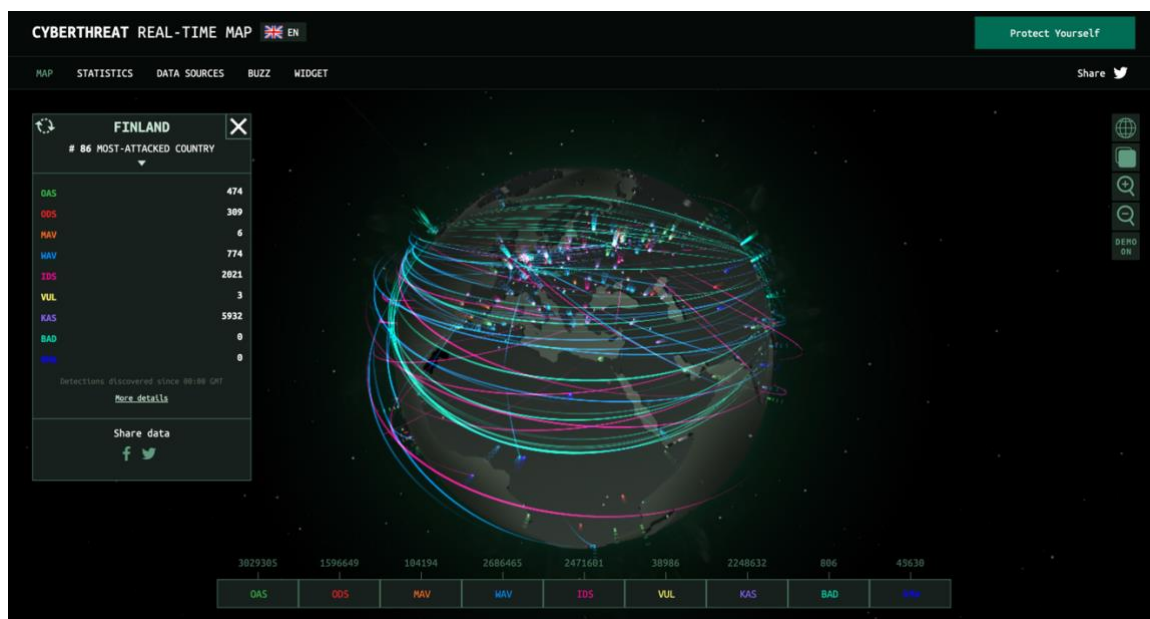 CYBERTHREAT REAL-TIME MAP EN
Protect Yourself
MAP STATISTICS DATA SOURCES BUZZ WIDGET
Share
FINLAND
# 86 MOST-ATTACKED COUNTRY
OAS 474
ODS 309
MAV 6
WAV 774
IDS 2021
VUL 3
KAS 5932
BAD 0
0
Detections discovered since 00:00 GMT
More details
Share data
DEMO
ON
3029305 1596649 104194 2686465 2471601 2248632 806 45630
OAS ODS MAV WAV IDS VUL KAS BAD